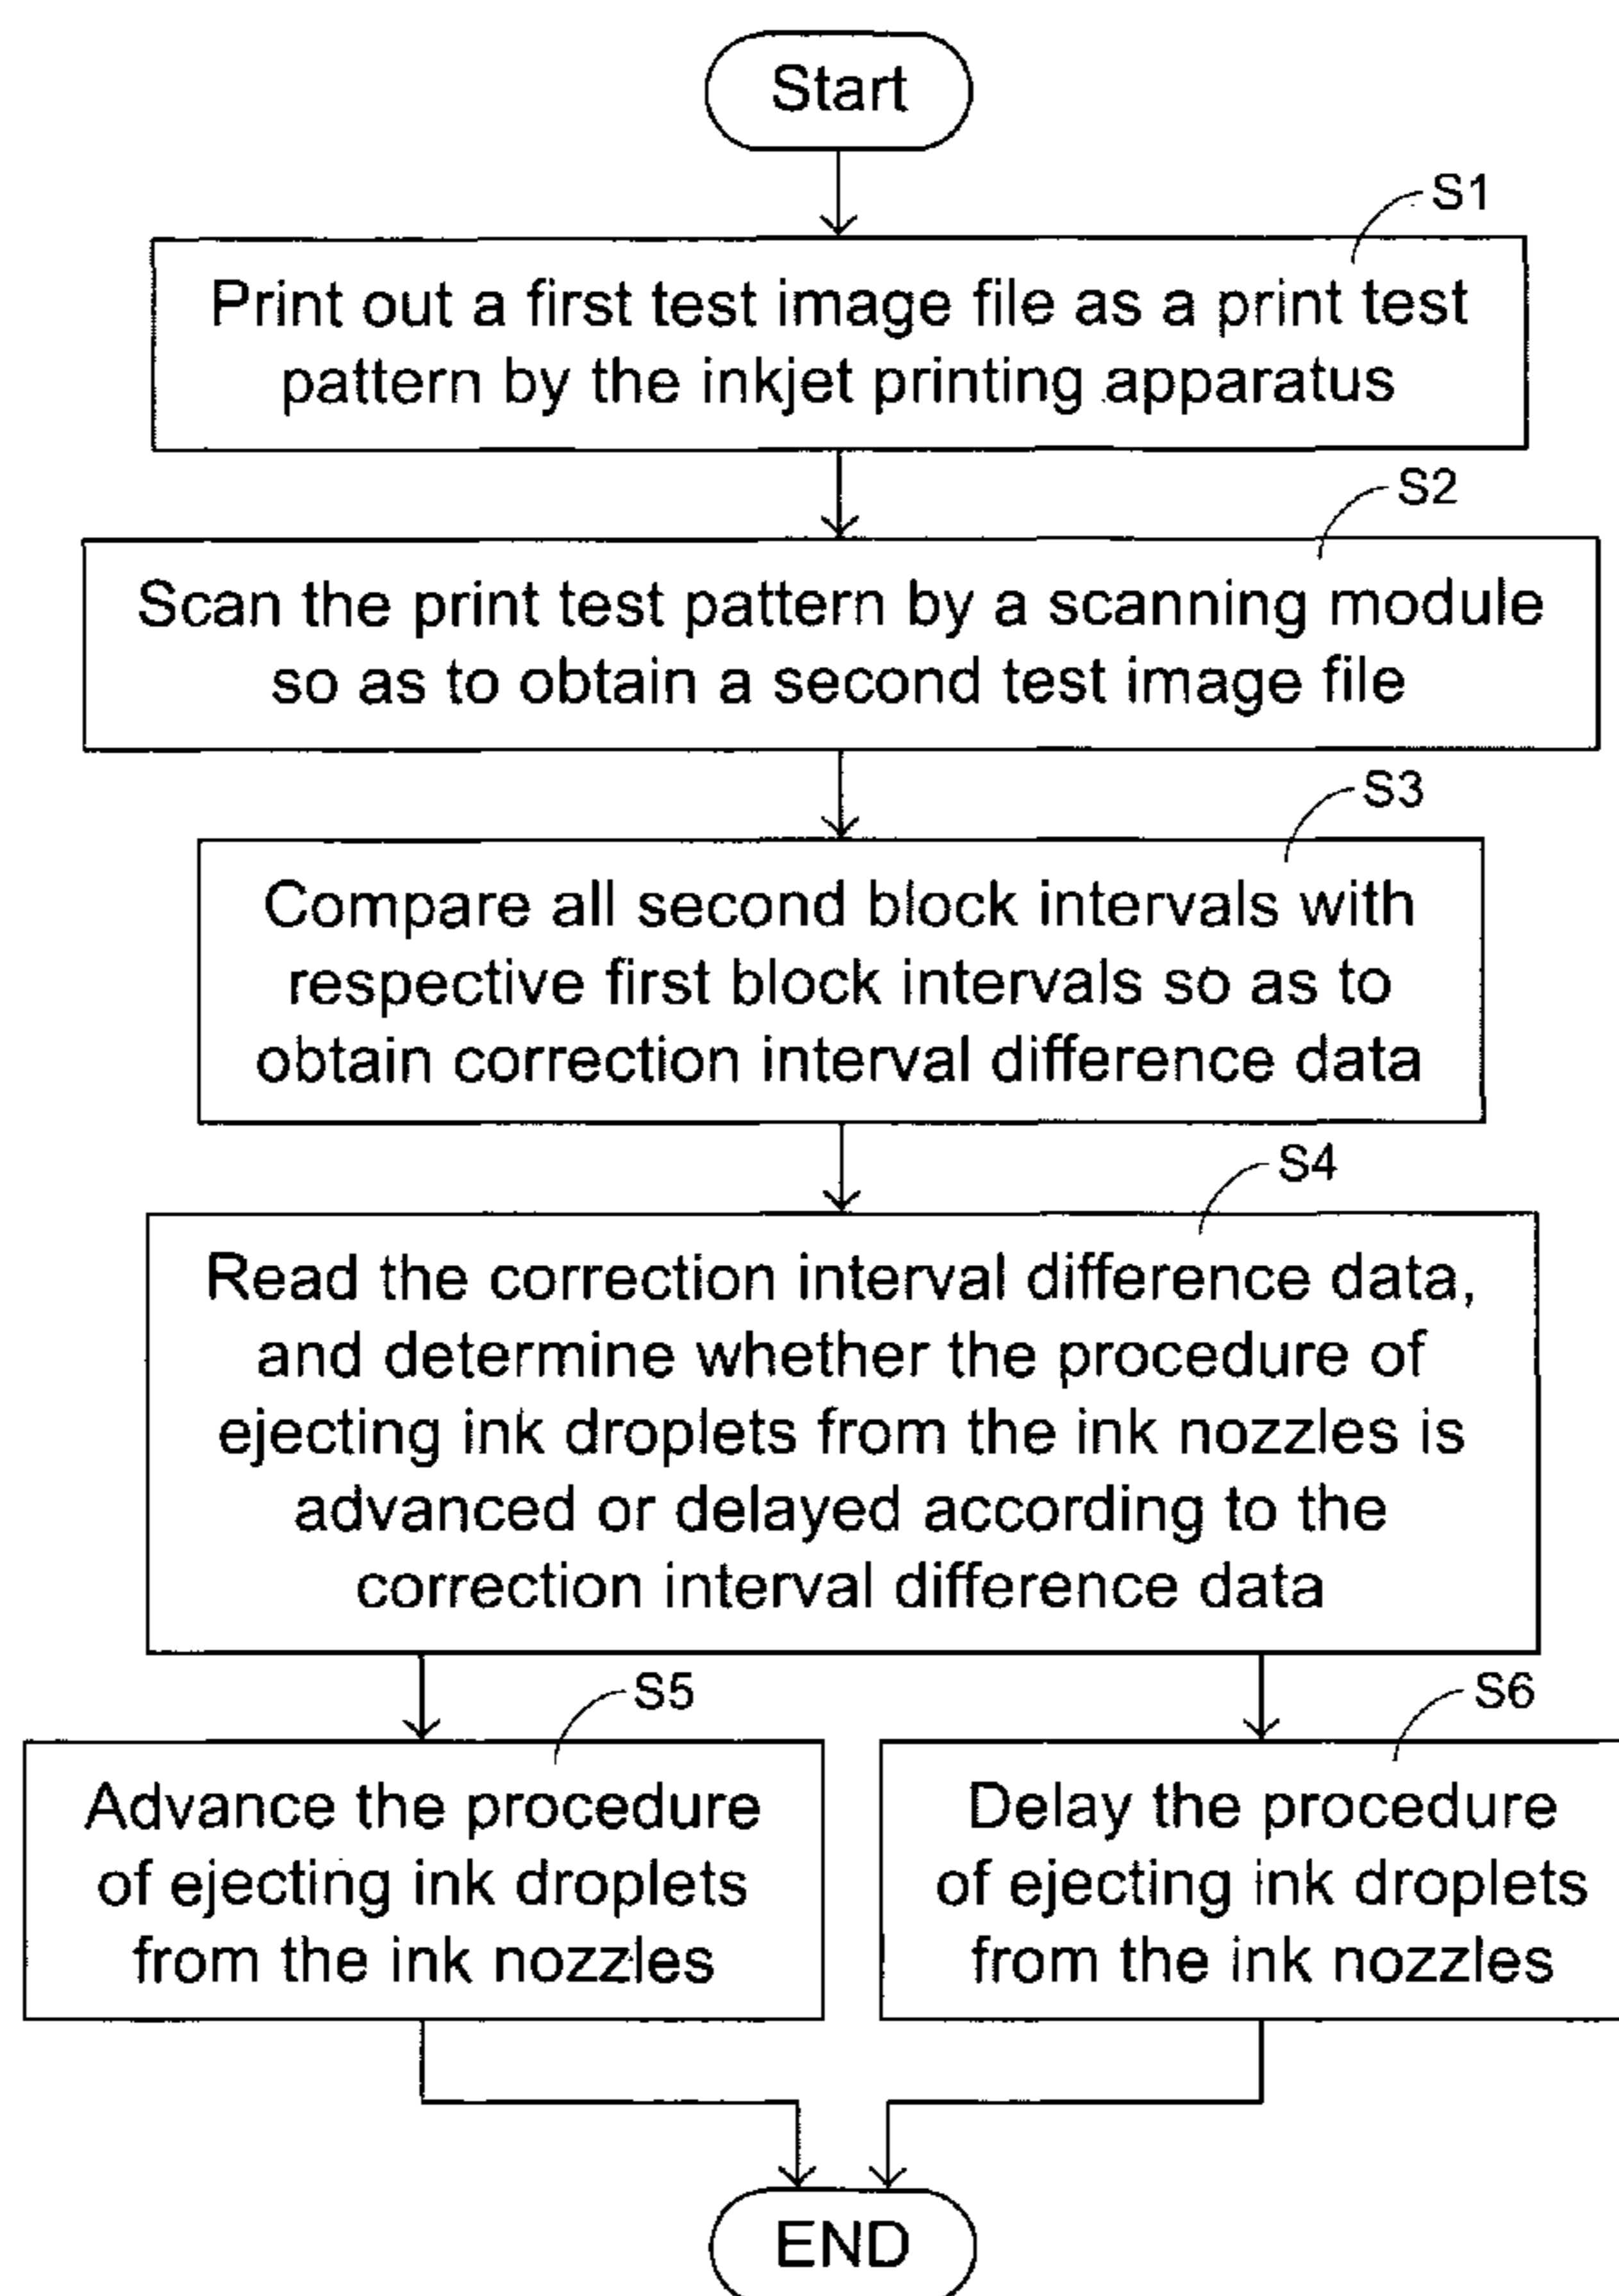 Start
S1
Print out a first test image file as a print test
pattern by the inkjet printing apparatus
S2
Scan the print test pattern by a scanning module
so as to obtain a second test image file
S3
Compare all second block intervals with
respective first block intervals so as to
obtain correction interval difference data
S4
Read the correction interval difference data,
and determine whether the procedure of
ejecting ink droplets from the ink nozzles is
advanced or delayed according to the
correction interval difference data
S5
Advance the procedure
of ejecting ink droplets
from the ink nozzles
S6
Delay the procedure
of ejecting ink droplets
from the ink nozzles
END